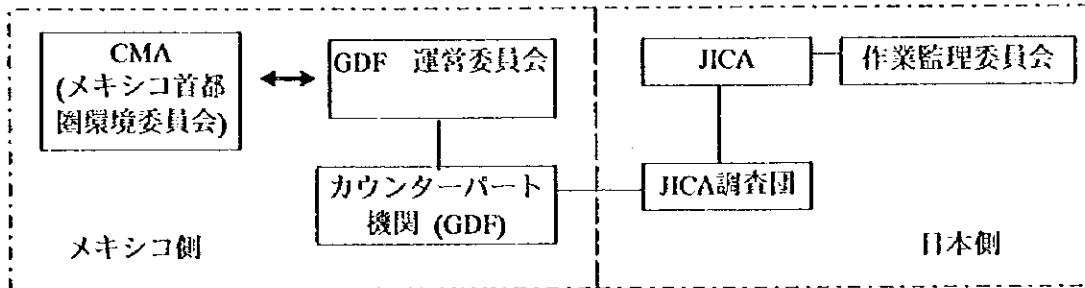 CMA
(メキシコ首都
圏環境委員会)
GDF 運営委員会
JICA
作業監理委員会
カウンターパート
機関 (GDF)
JICA調査団
メキシコ側
日本側